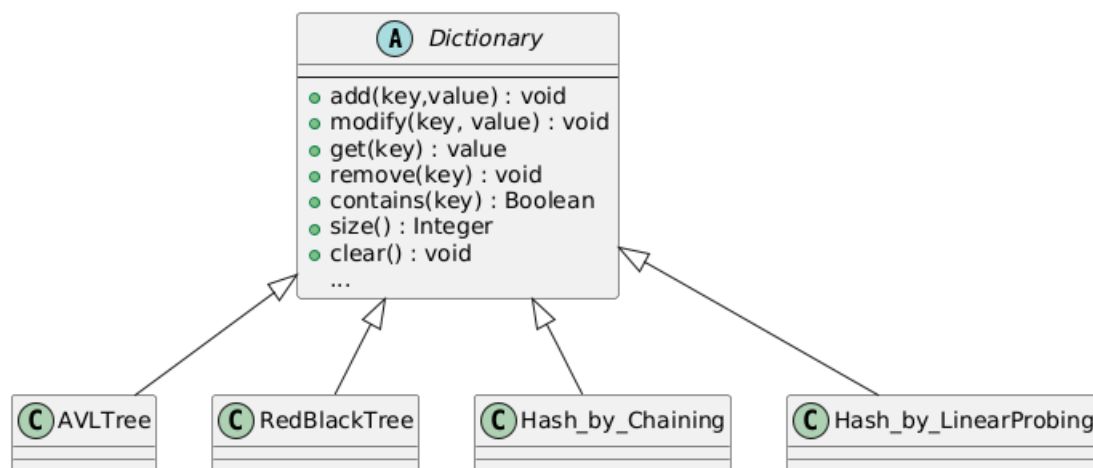 A Dictionary
add(key,value) : void
modify(key, value) : void
get(key) : value
remove(key) : void
contains(key) : Boolean
size() : Integer
clear() : void
...
C AVLTree
C RedBlackTree
C Hash_by_Chaining
C Hash_by_LinearProbing